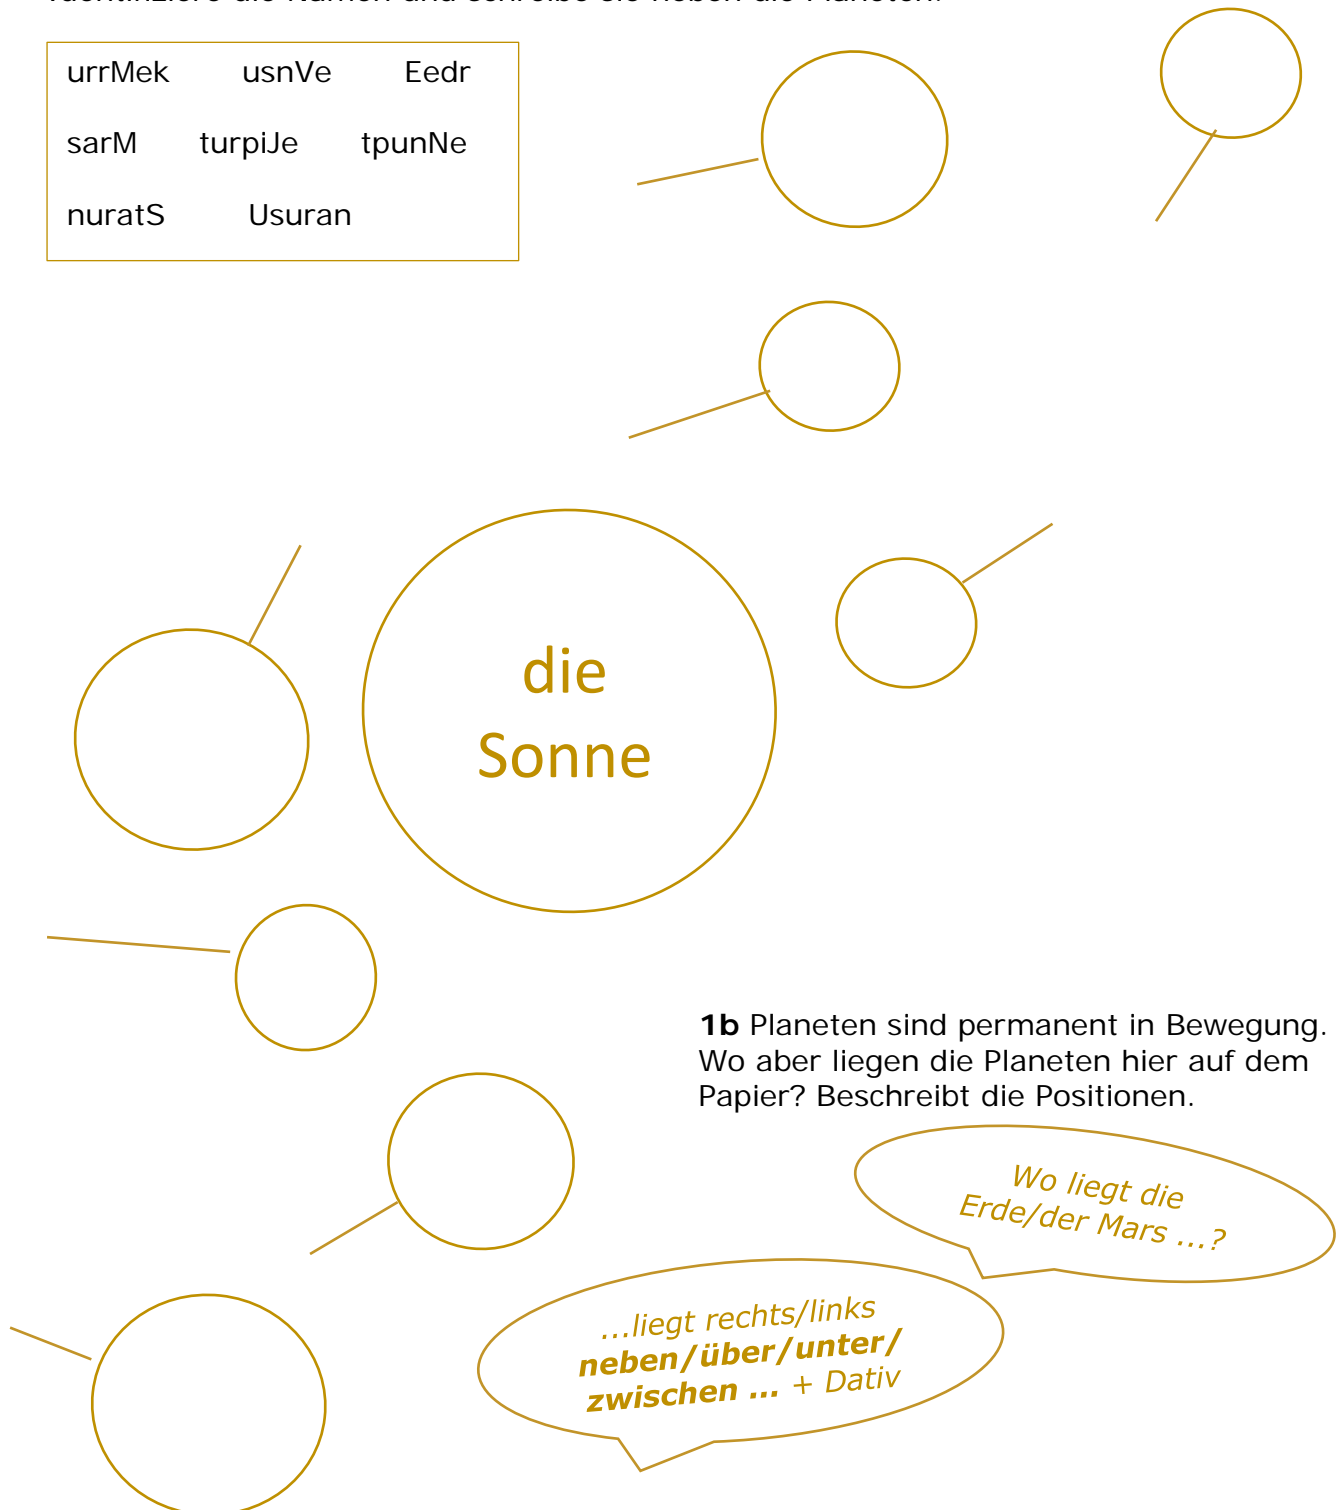 urrMek usnVe Eedr
sarM turpiJe tpunNe
nuratS Usuran
die
Sonne
1b Planeten sind permanent in Bewegung.
Wo aber liegen die Planeten hier auf dem
Papier? Beschreibt die Positionen.
Wo liegt die
Erde/der Mars ...?
...liegt rechts/links
neben/über/unter/
zwischen ... + Dativ